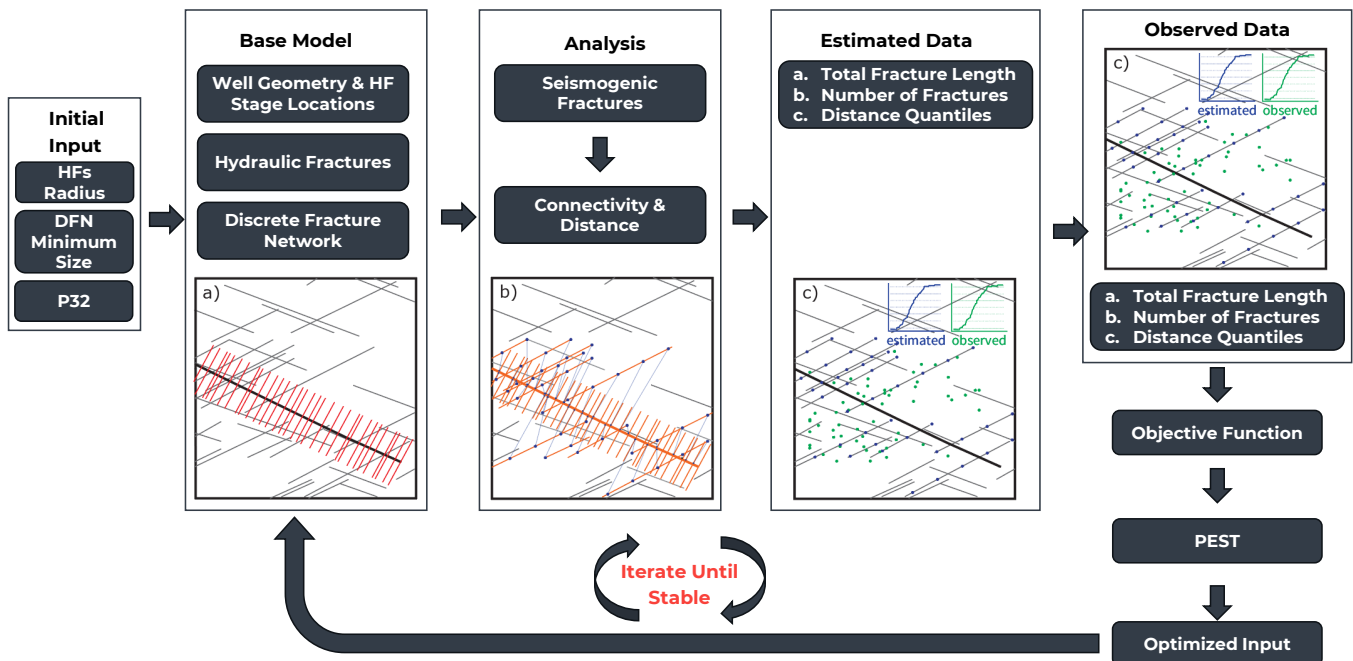 Initial
Input
HFs
Radius
DFN
Minimum
Size
P32
Base Model
Well Geometry & HF
Stage Locations
Hydraulic Fractures
Discrete Fracture
Network
a)
Analysis
Seismogenic
Fractures
Connectivity &
Distance
b)
Estimated Data
a. Total Fracture Length
b. Number of Fractures
c. Distance Quantiles
c)
estimated observed
Observed Data
c)
estimated observed
a. Total Fracture Length
b. Number of Fractures
c. Distance Quantiles
Objective Function
PEST
Optimized Input
Iterate Until
Stable